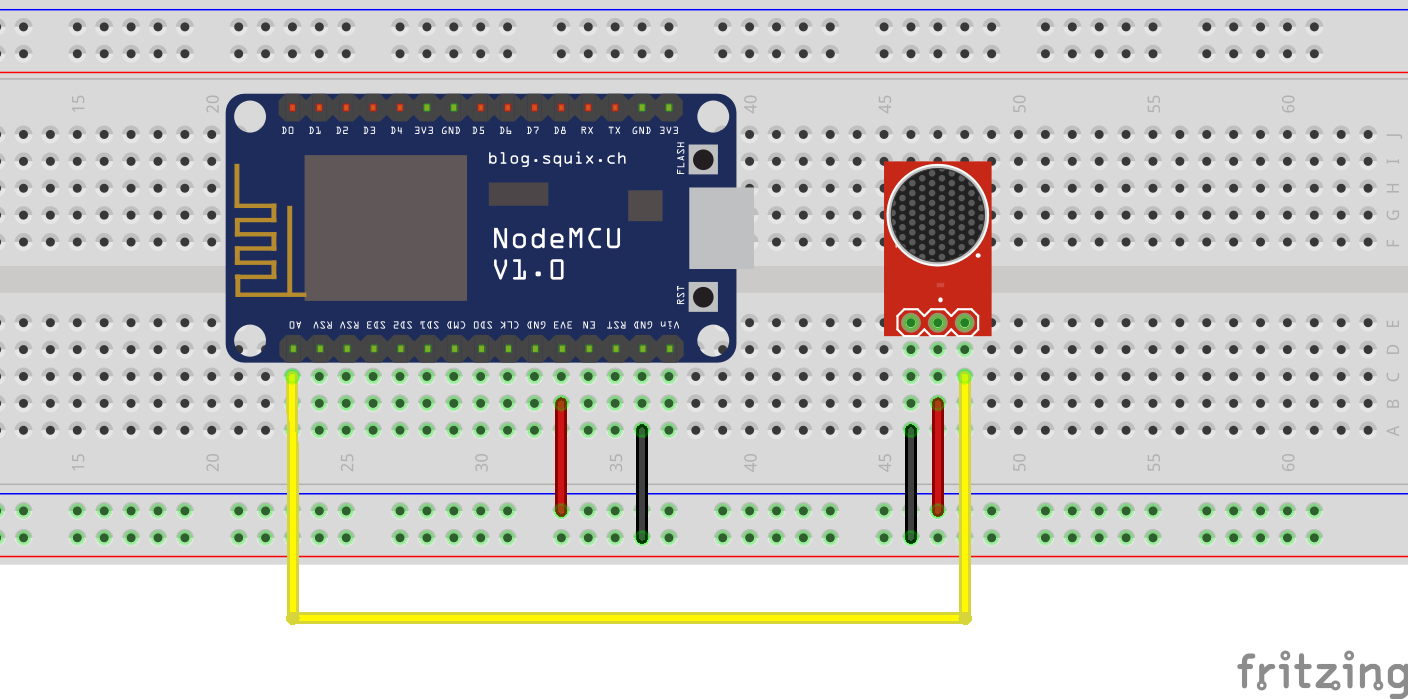 15 20 40 45 50 55 60
D0 D1 D2 D3 D4 3V3 GND D5 D6 D7 D8 RX TX GND 3V3
J
I
H
G
F
blog.squix.ch
FLASH
NodeMCU
V1.0
RST
A0 RSV RSV SD3 SD2 SD1 CMD SD0 CLK GND 3V3 EN RST GND Vin
E
D
C
B
A
15 20 25 30 35 40 45 50 55 60
fritzing